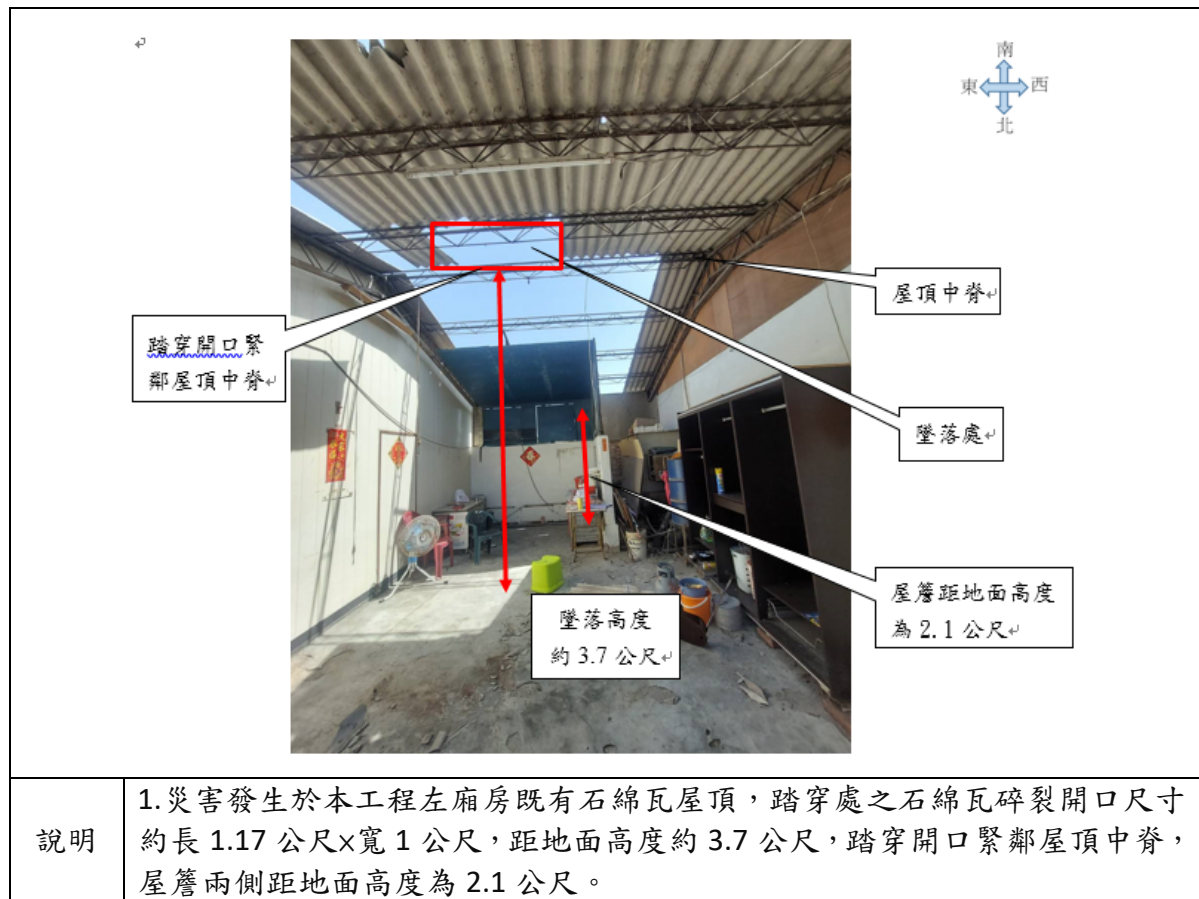 南
東
西
北
屋頂中脊
踏穿開口緊
鄰屋頂中脊
墜落處
屋簷距地面高度
為 2.1 公尺
墜落高度
約 3.7 公尺
春
說明
1.災害發生於本工程左廂房既有石綿瓦屋頂，踏穿處之石綿瓦碎裂開口尺寸
約長 1.17 公尺×寬 1 公尺，距地面高度約 3.7 公尺，踏穿開口緊鄰屋頂中脊，
屋簷兩側距地面高度為 2.1 公尺。